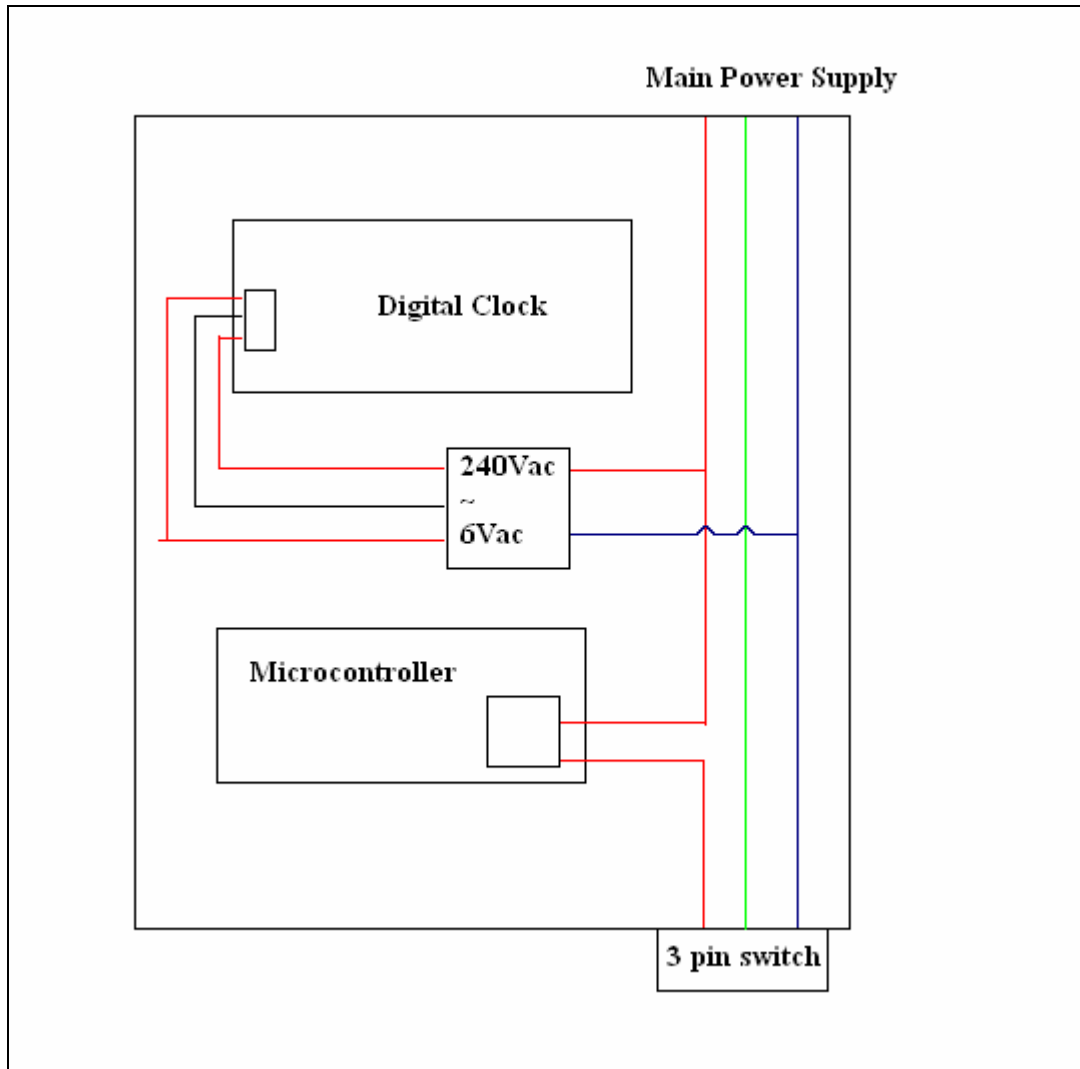 Main Power Supply
Digital Clock
240Vac
~
6Vac
Microcontroller
3 pin switch